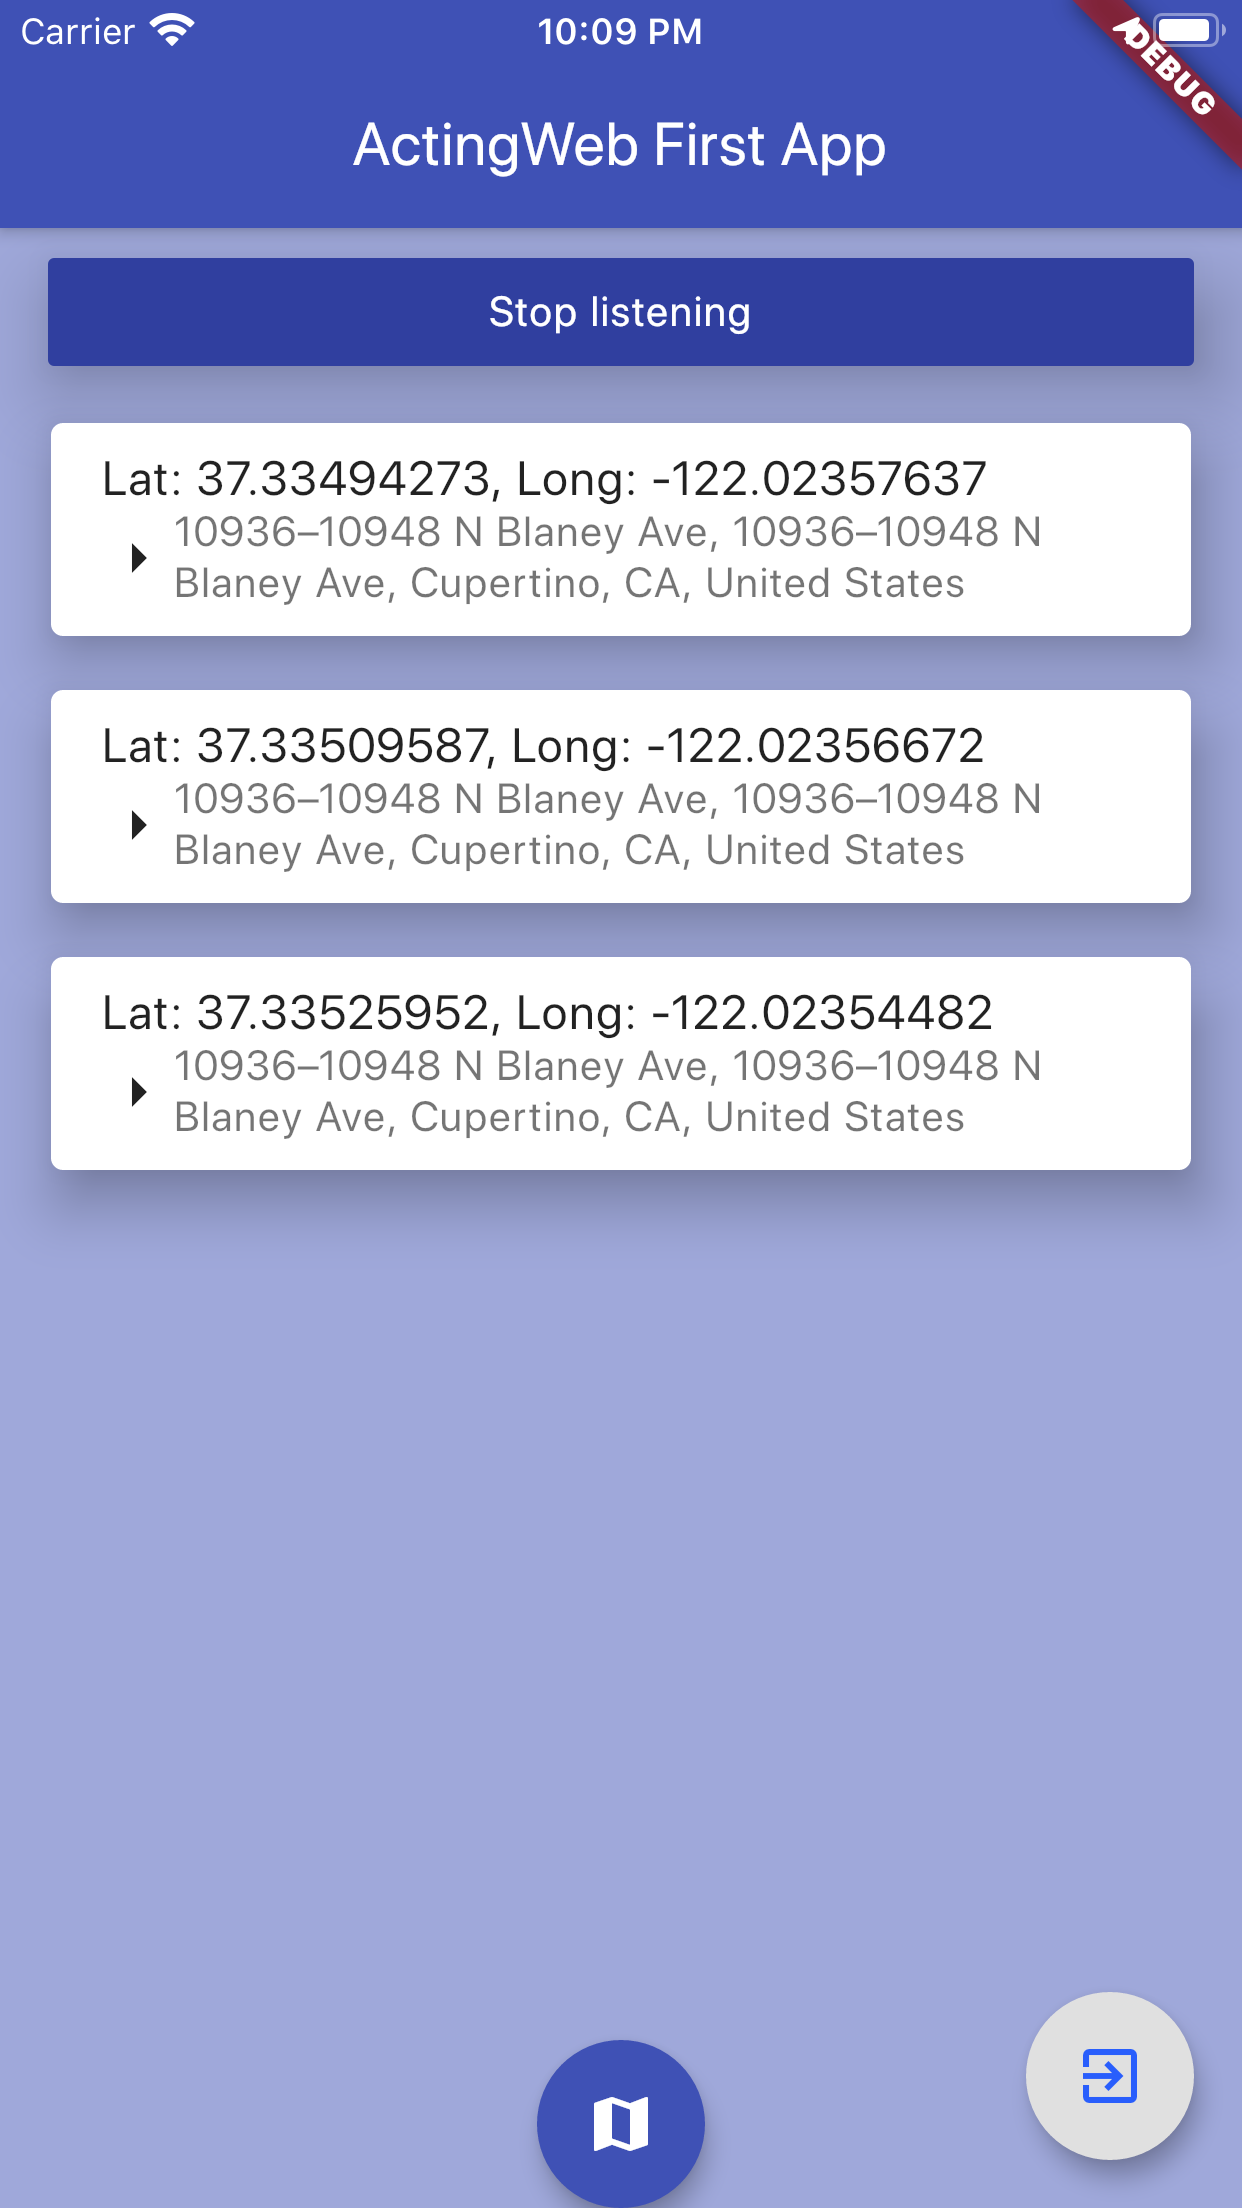 Carrier 10:09 PM
DEBUG
ActingWeb First App
Stop listening
Lat: 37.33494273, Long: -122.02357637
10936–10948 N Blaney Ave, 10936–10948 N
Blaney Ave, Cupertino, CA, United States
Lat: 37.33509587, Long: -122.02356672
10936–10948 N Blaney Ave, 10936–10948 N
Blaney Ave, Cupertino, CA, United States
Lat: 37.33525952, Long: -122.02354482
10936–10948 N Blaney Ave, 10936–10948 N
Blaney Ave, Cupertino, CA, United States